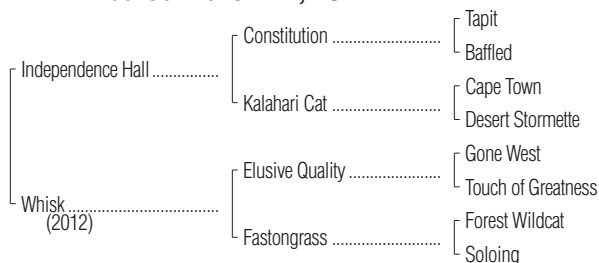 Constitution ........................... Tapit
Baffled
Independence Hall ................
Kalahari Cat ........................... Cape Town
Desert Stormette
Elusive Quality ...................... Gone West
Touch of Greatness
Whisk .....................................
(2012)
Fastongrass ........................... Forest Wildcat
Soloing